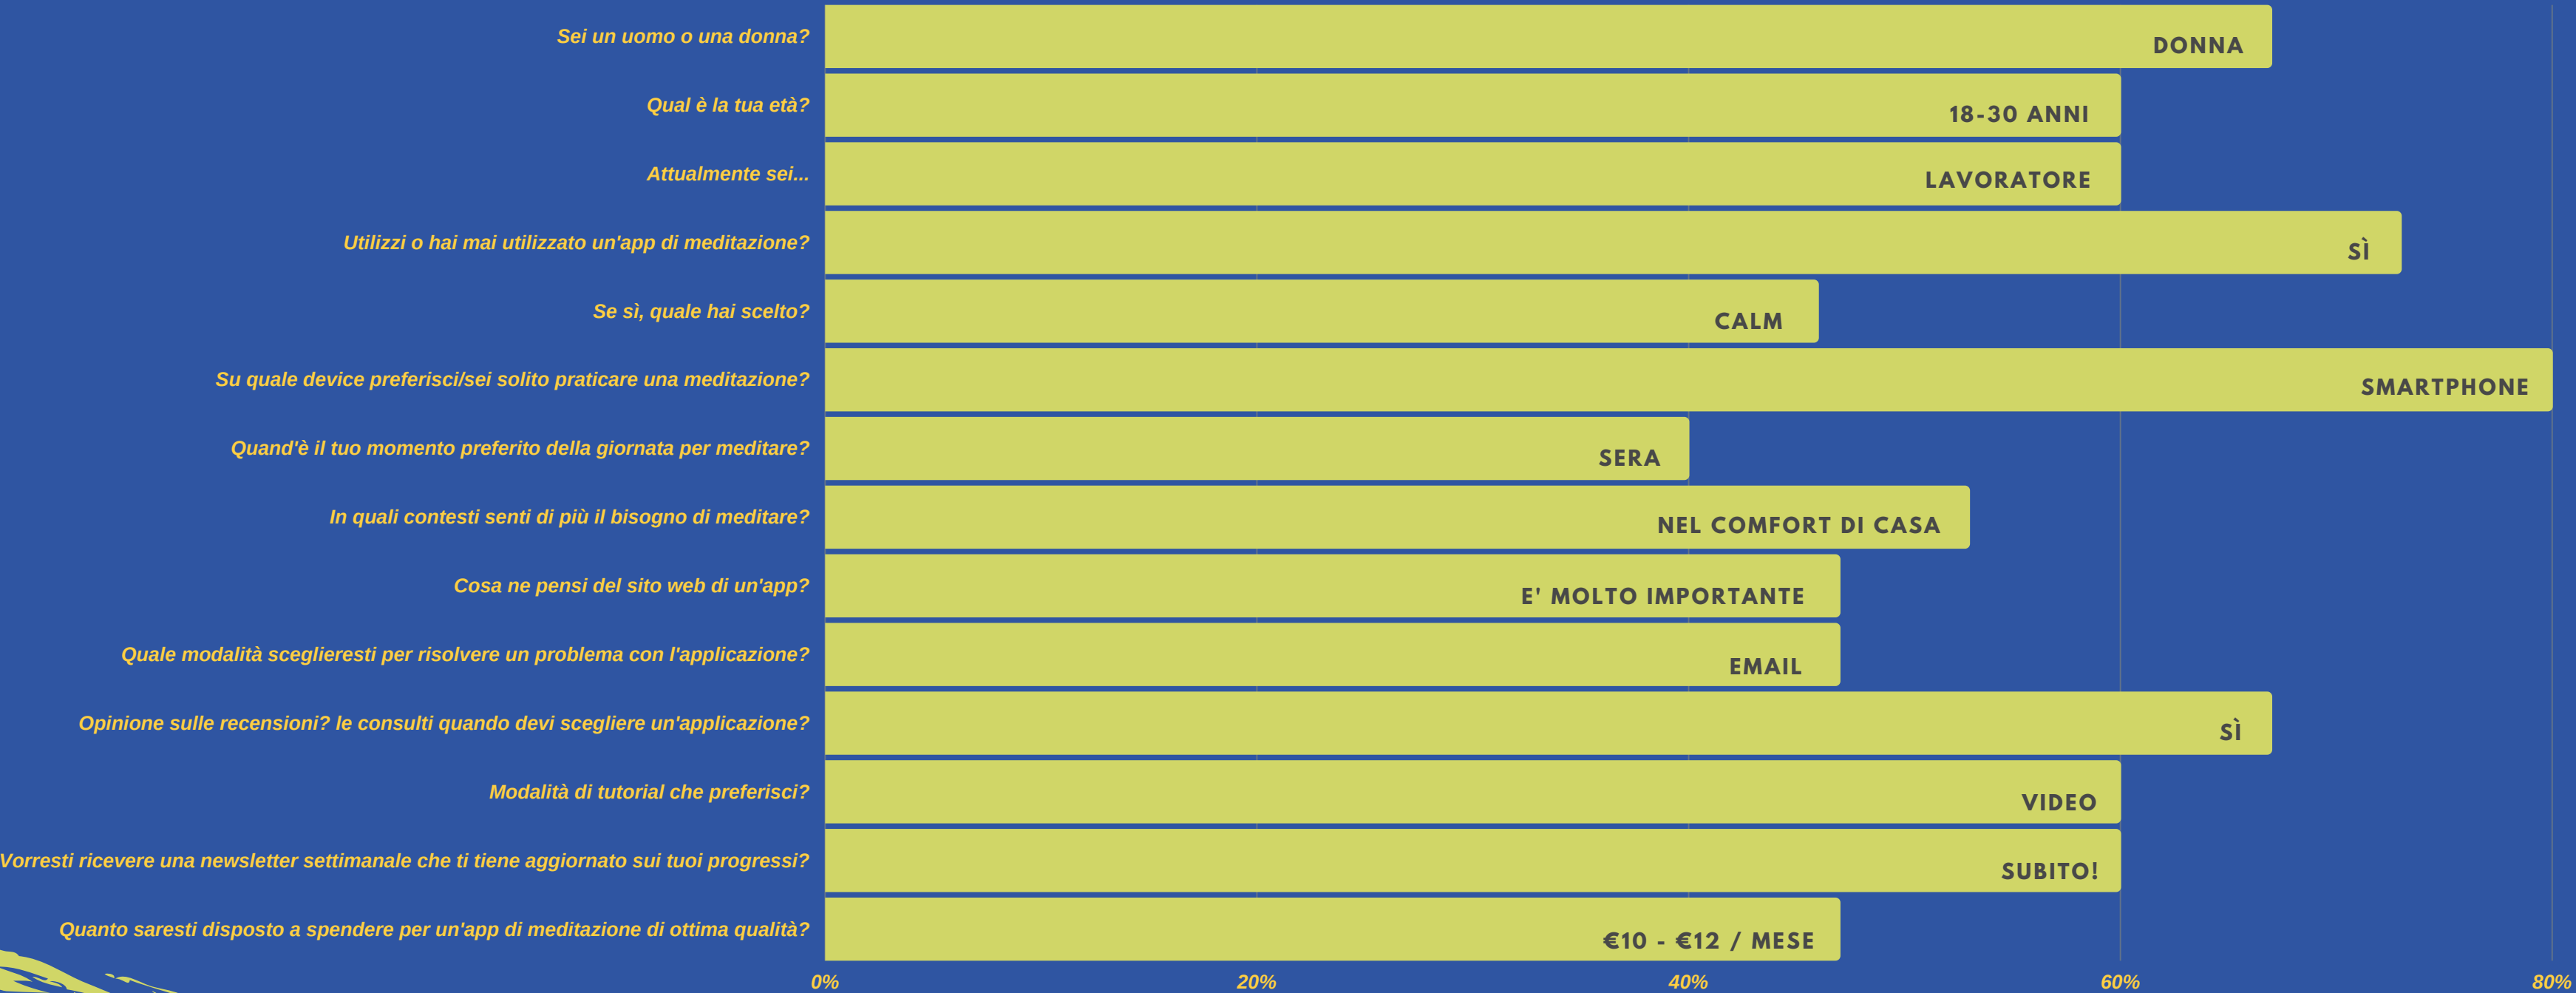 Sei un uomo o una donna? DONNA
Qual è la tua età? 18-30 ANNI
Attualmente sei... LAVORATORE
Utilizzi o hai mai utilizzato un'app di meditazione? SÌ
Se sì, quale hai scelto? CALM
Su quale device preferisci/sei solito praticare una meditazione? SMARTPHONE
Quand'è il tuo momento preferito della giornata per meditare? SERA
In quali contesti senti di più il bisogno di meditare? NEL COMFORT DI CASA
Cosa ne pensi del sito web di un'app? E' MOLTO IMPORTANTE
Quale modalità sceglieresti per risolvere un problema con l'applicazione? EMAIL
Opinione sulle recensioni? le consulti quando devi scegliere un'applicazione? SÌ
Modalità di tutorial che preferisci? VIDEO
Vorresti ricevere una newsletter settimanale che ti tiene aggiornato sui tuoi progressi? SUBITO!
Quanto saresti disposto a spendere per un'app di meditazione di ottima qualità? €10 - €12 / MESE
0% 20% 40% 60% 80%